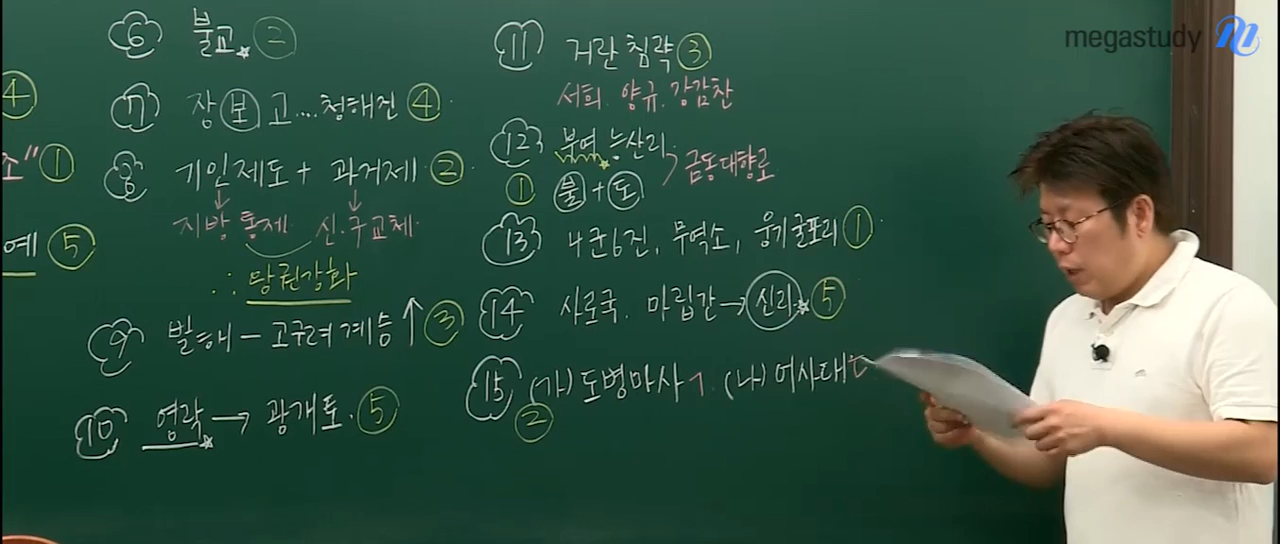 ④
소" ①
예 ⑤
6 불교 ②
7 장보고...청해진 ④
8 기인제도 + 과거제 ②
지방통제 신·구교체
∴ 왕권강화
9 발해 - 고구려계승 ↑ ③
10 영락 → 광개토 ⑤
11 거란 침략 ③
서희. 양규. 강감찬
12 부여 능산리
① 불 + 도 금동대향로
13 4군6진, 무역소, 웅기굴포리 ①
14 사로국. 마립간 → 신라 ⑤
15 (가) 도병마사 ㄱ. (나) 어사대
②
megastudy